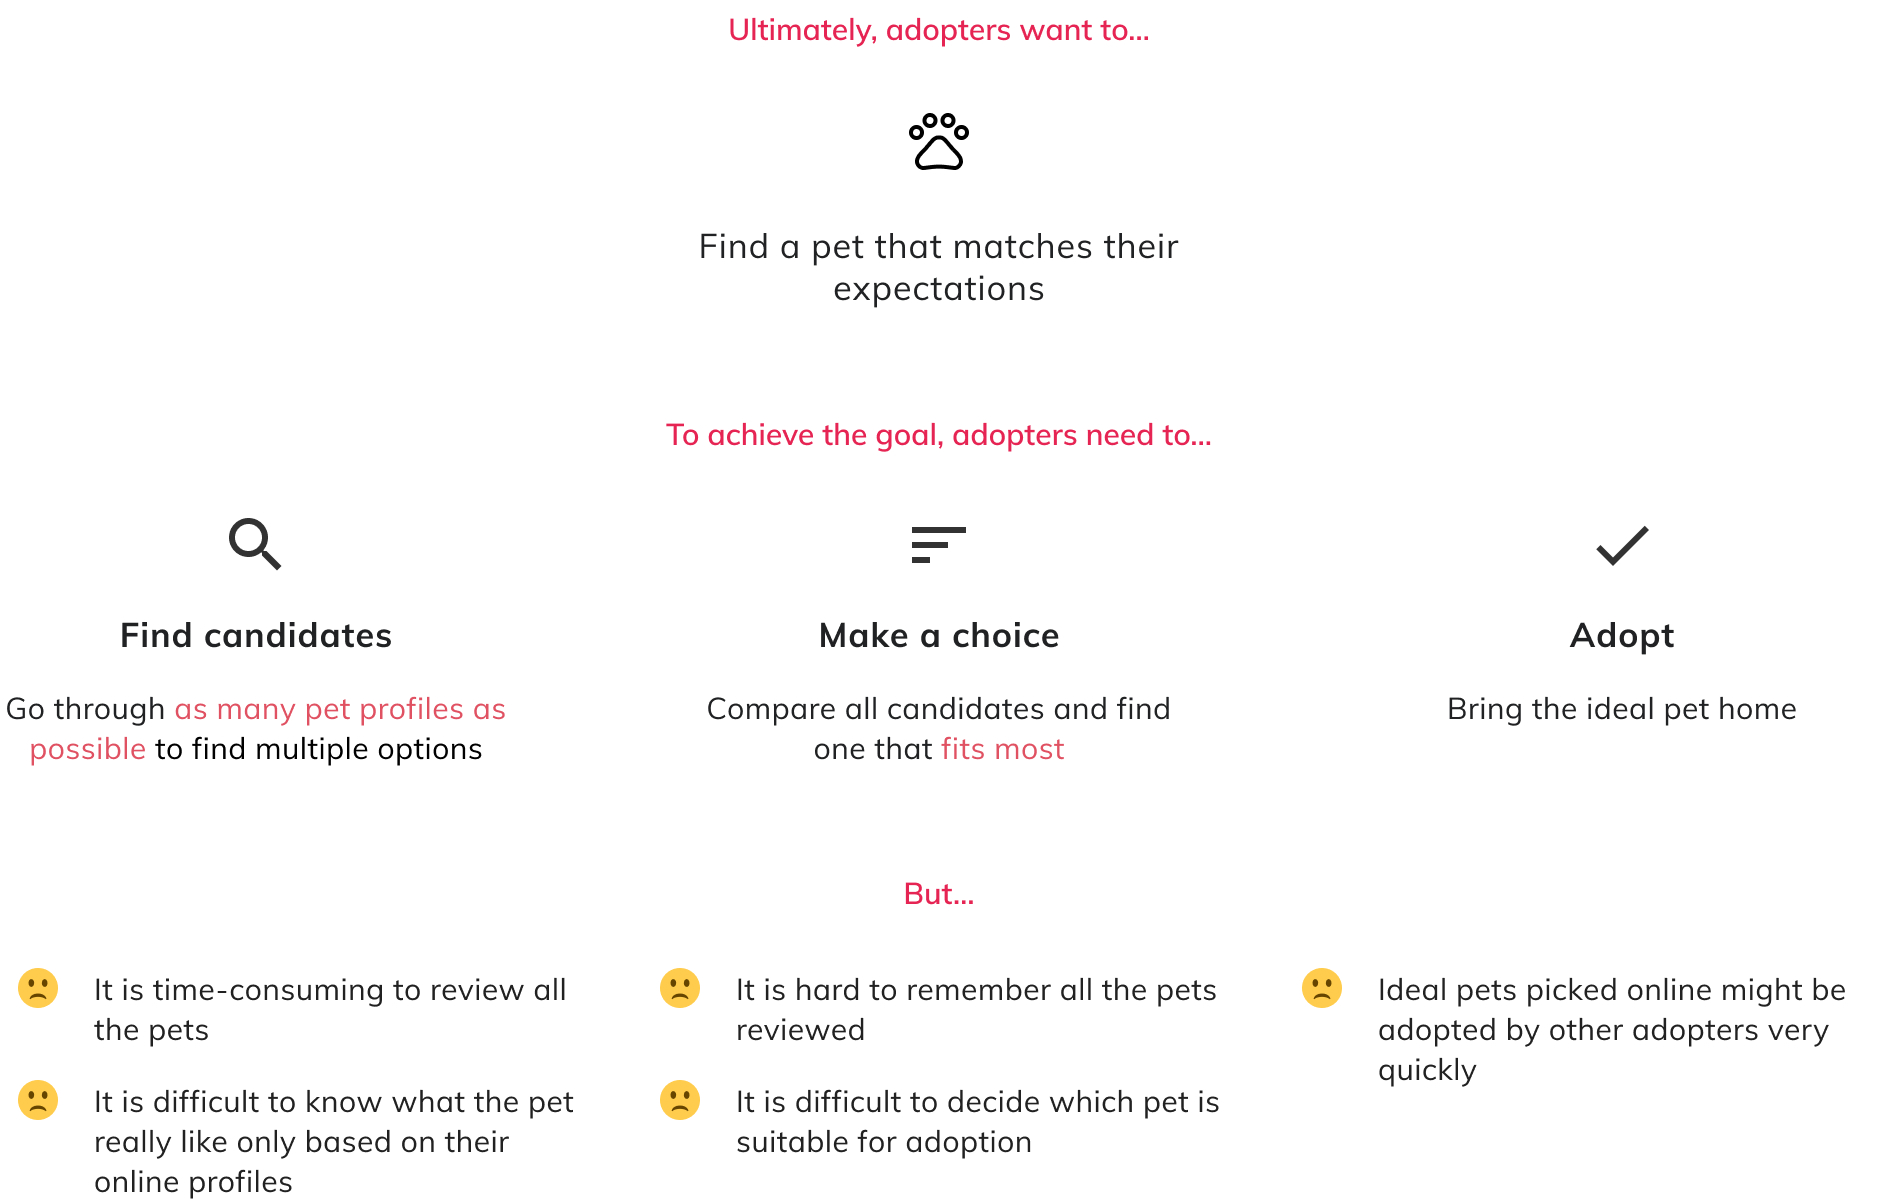 Ultimately, adopters want to...
Find a pet that matches their
expectations
To achieve the goal, adopters need to...
Find candidates
Go through as many pet profiles as
possible to find multiple options
Make a choice
Compare all candidates and find
one that fits most
Adopt
Bring the ideal pet home
But...
It is time-consuming to review all
the pets
It is difficult to know what the pet
really like only based on their
online profiles
It is hard to remember all the pets
reviewed
It is difficult to decide which pet is
suitable for adoption
Ideal pets picked online might be
adopted by other adopters very
quickly